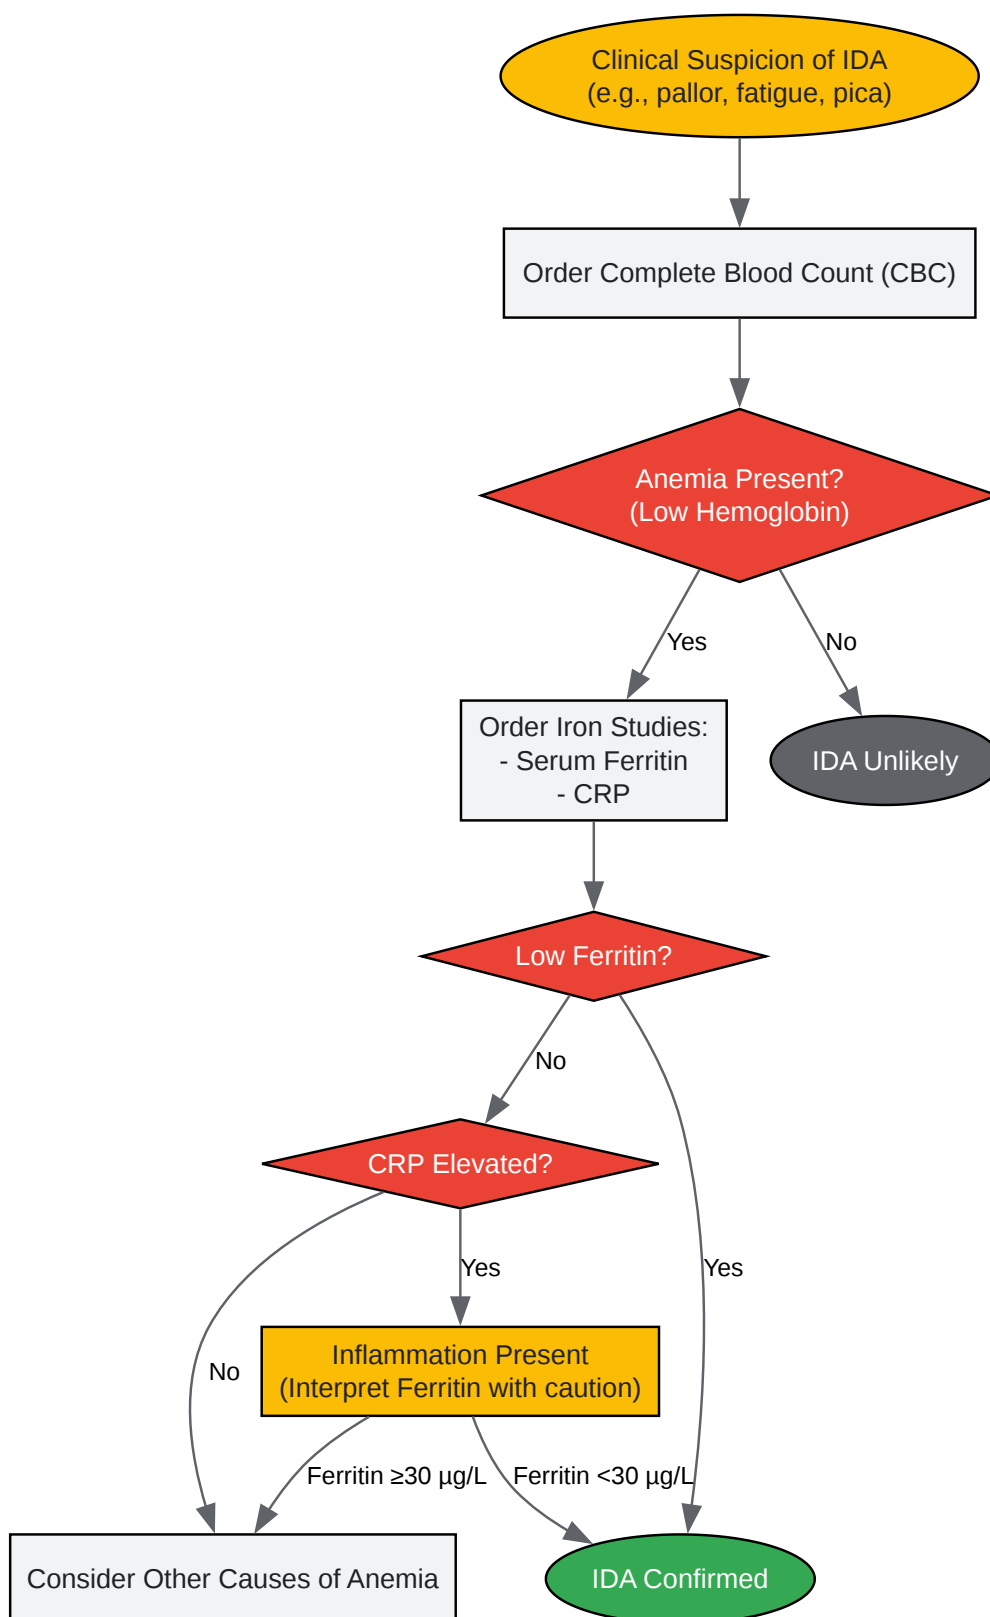 Clinical Suspicion of IDA
(e.g., pallor, fatigue, pica)
Order Complete Blood Count (CBC)
Anemia Present?
(Low Hemoglobin)
Yes
No
Order Iron Studies:
- Serum Ferritin
- CRP
IDA Unlikely
Low Ferritin?
No
CRP Elevated?
Yes
Yes
Inflammation Present
(Interpret Ferritin with caution)
No
Ferritin ≥30 µg/L
Ferritin <30 µg/L
Consider Other Causes of Anemia
IDA Confirmed